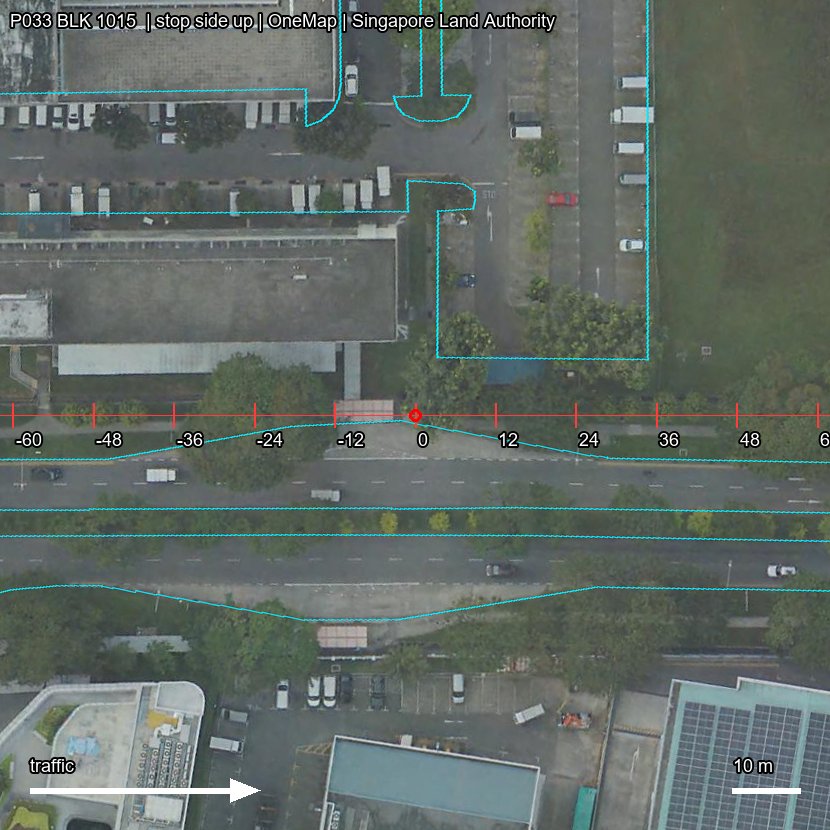 P033 BLK 1015 | stop side up | OneMap | Singapore Land Authority
-60 -48 -36 -24 -12 0 12 24 36 48 6
traffic
10 m